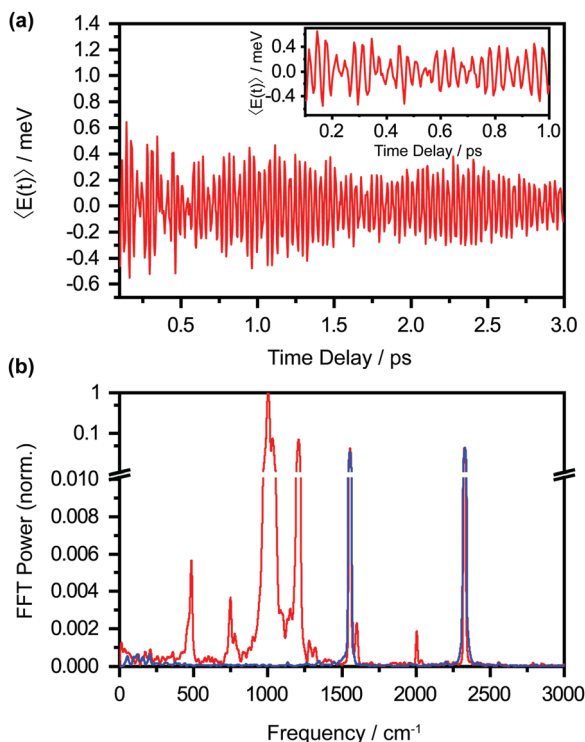 (a)
1.4
1.2
1.0
0.8
0.6
0.4
0.2
0.0
-0.2
-0.4
-0.6
⟨E(t)⟩ / meV
0.4
0.0
-0.4
⟨E(t)⟩ / meV
0.2 0.4 0.6 0.8 1.0
Time Delay / ps
0.5 1.0 1.5 2.0 2.5 3.0
Time Delay / ps
(b)
1
0.1
0.010
0.008
0.006
0.004
0.002
0.000
FFT Power (norm.)
0 500 1000 1500 2000 2500 3000
Frequency / cm⁻¹